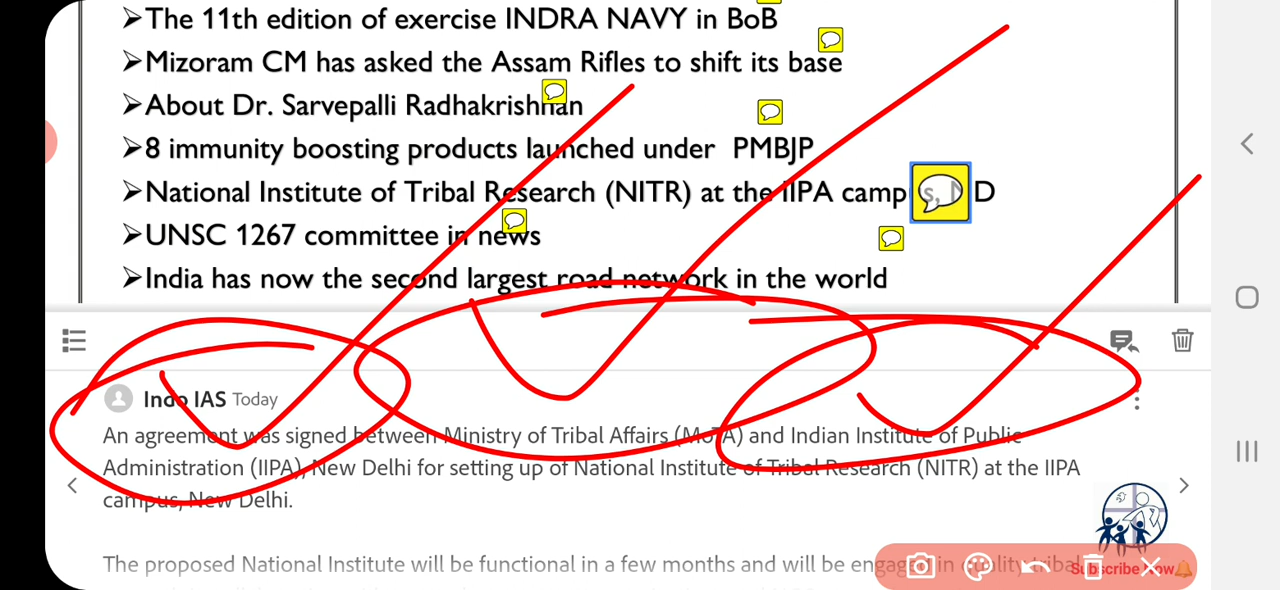 ➢The 11th edition of exercise INDRA NAVY in BoB
➢Mizoram CM has asked the Assam Rifles to shift its base
➢About Dr. Sarvepalli Radhakrishnan
➢8 immunity boosting products launched under PMBJP
➢National Institute of Tribal Research (NITR) at the IIPA camp s, N D
➢UNSC 1267 committee in news
➢India has now the second largest road network in the world
Indo IAS Today
An agreement was signed between Ministry of Tribal Affairs (MoTA) and Indian Institute of Public
Administration (IIPA), New Delhi for setting up of National Institute of Tribal Research (NITR) at the IIPA
campus, New Delhi.
The proposed National Institute will be functional in a few months and will be engaged in quality tribal
Subscribe Now